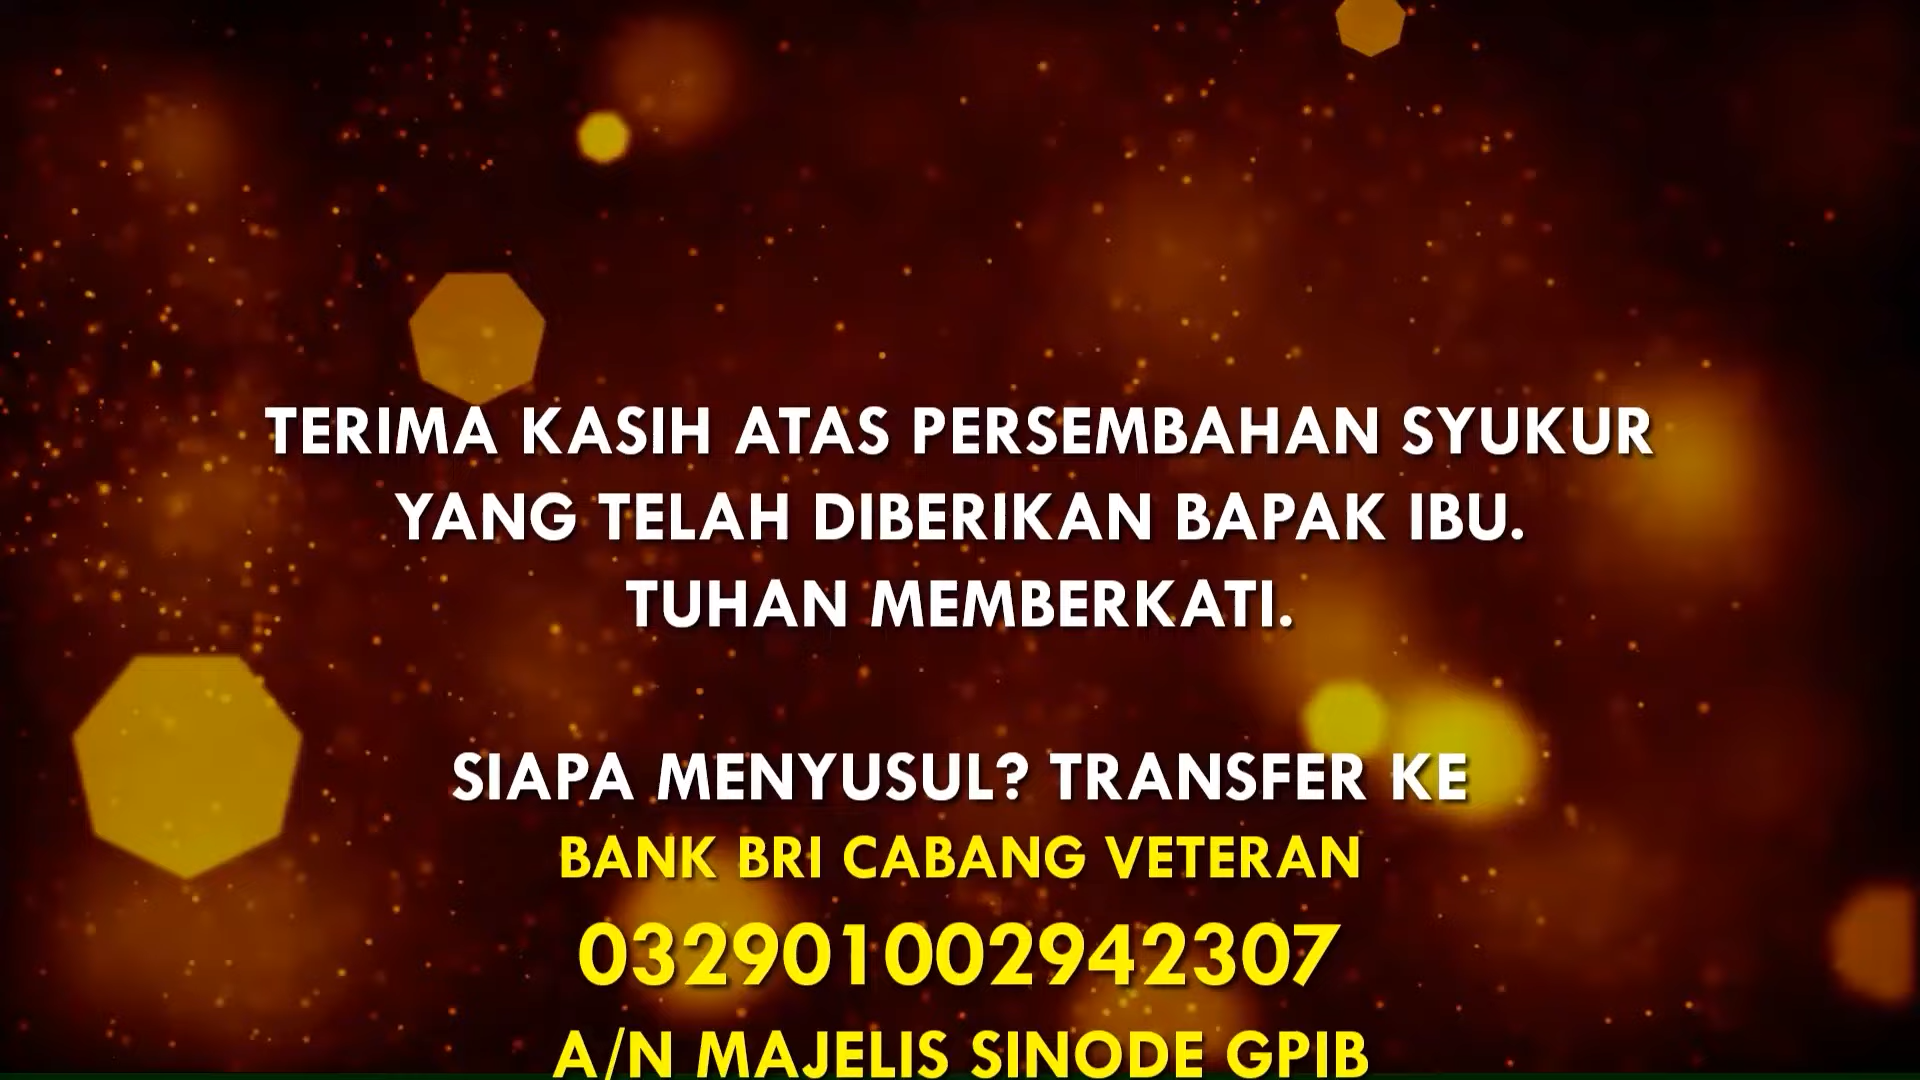 TERIMA KASIH ATAS PERSEMBAHAN SYUKUR
YANG TELAH DIBERIKAN BAPAK IBU.
TUHAN MEMBERKATI.
SIAPA MENYUSUL? TRANSFER KE
BANK BRI CABANG VETERAN
032901002942307
A/N MAJELIS SINODE GPIB